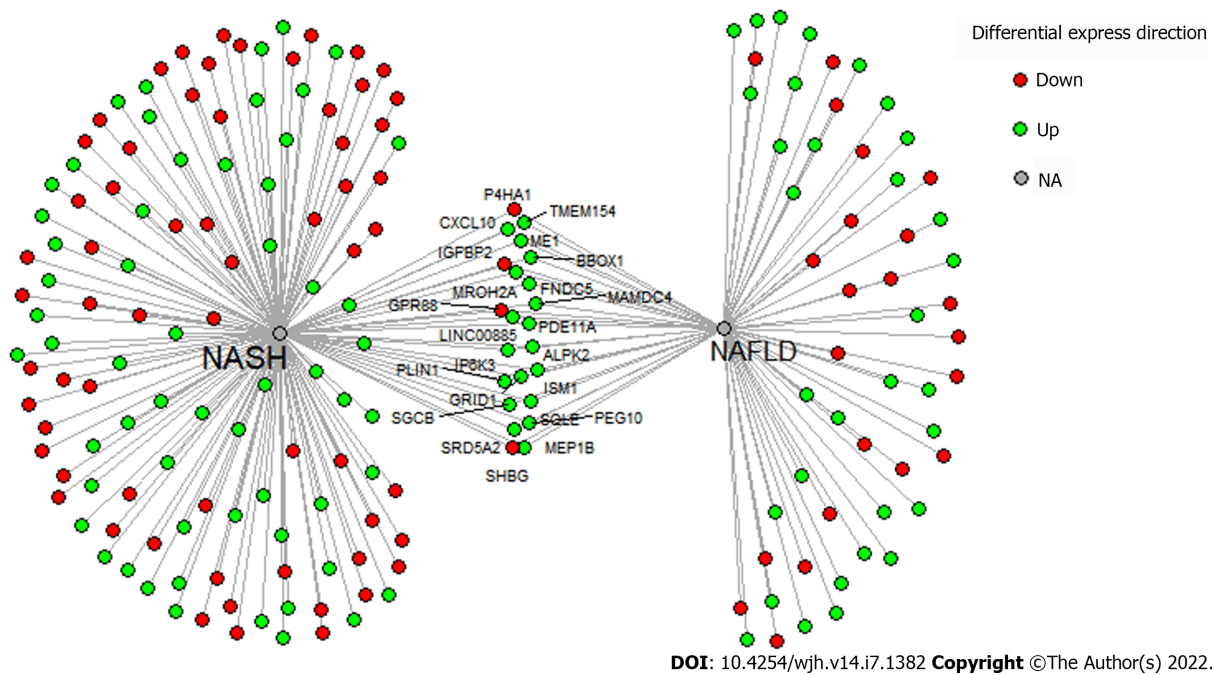 Differential express direction
Down
Up
NA
P4HA1
TMEM154
CXCL10
ME1
IGFBP2
BBOX1
FNDC5
MROH2A
MAMDC4
GPR88
PDE11A
LINC00885
ALPK2
IP6K3
PLIN1
ISM1
GRID1
SGCB
SQLE
PEG10
SRD5A2
MEP1B
SHBG
NASH
NAFLD
DOI: 10.4254/wjh.v14.i7.1382 Copyright ©The Author(s) 2022.